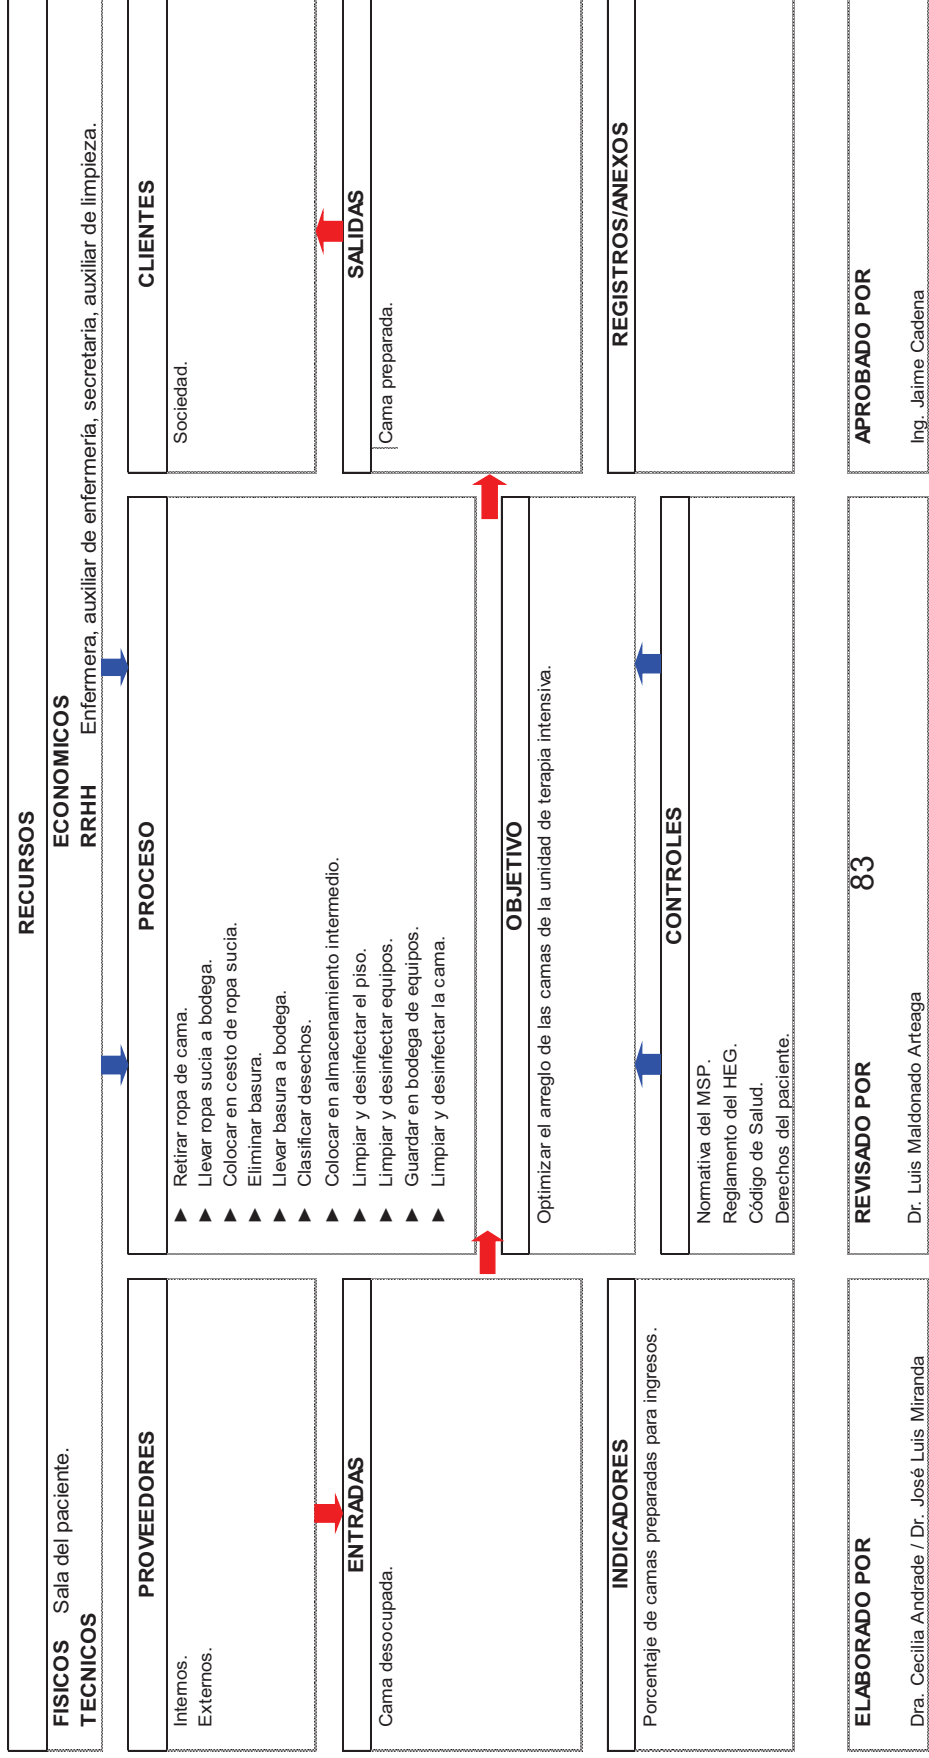 RECURSOS
FISICOS Sala del paciente.
ECONOMICOS
TECNICOS
RRHH Enfermera, auxiliar de enfermería, secretaria, auxiliar de limpieza.
PROVEEDORES
Internos.
Externos.
ENTRADAS
Cama desocupada.
INDICADORES
Porcentaje de camas preparadas para ingresos.
PROCESO
► Retirar ropa de cama.
► Llevar ropa sucia a bodega.
► Colocar en cesto de ropa sucia.
► Eliminar basura.
► Llevar basura a bodega.
► Clasificar desechos.
► Colocar en almacenamiento intermedio.
► Limpiar y desinfectar el piso.
► Limpiar y desinfectar equipos.
► Guardar en bodega de equipos.
► Limpiar y desinfectar la cama.
OBJETIVO
Optimizar el arreglo de las camas de la unidad de terapia intensiva.
CONTROLES
Normativa del MSP.
Reglamento del HEG.
Código de Salud.
Derechos del paciente.
CLIENTES
Sociedad.
SALIDAS
Cama preparada.
REGISTROS/ANEXOS
ELABORADO POR
Dra. Cecilia Andrade / Dr. José Luis Miranda
REVISADO POR
Dr. Luis Maldonado Arteaga
83
APROBADO POR
Ing. Jaime Cadena